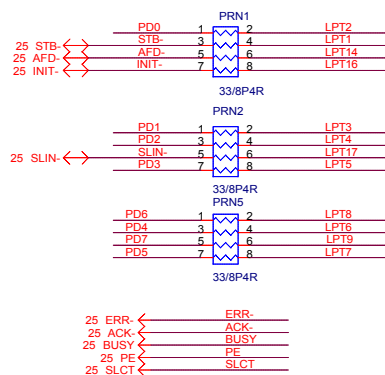 PRN1
PD0 1 2 LPT2
25 STB- STB- 3 4 LPT1
25 AFD- AFD- 5 6 LPT14
25 INIT- INIT- 7 8 LPT16
33/8P4R
PRN2
PD1 1 2 LPT3
PD2 3 4 LPT4
25 SLIN- SLIN- 5 6 LPT17
PD3 7 8 LPT5
33/8P4R
PRN5
PD6 1 2 LPT8
PD4 3 4 LPT6
PD7 5 6 LPT9
PD5 7 8 LPT7
33/8P4R
25 ERR- ERR-
25 ACK- ACK-
25 BUSY BUSY
25 PE PE
25 SLCT SLCT